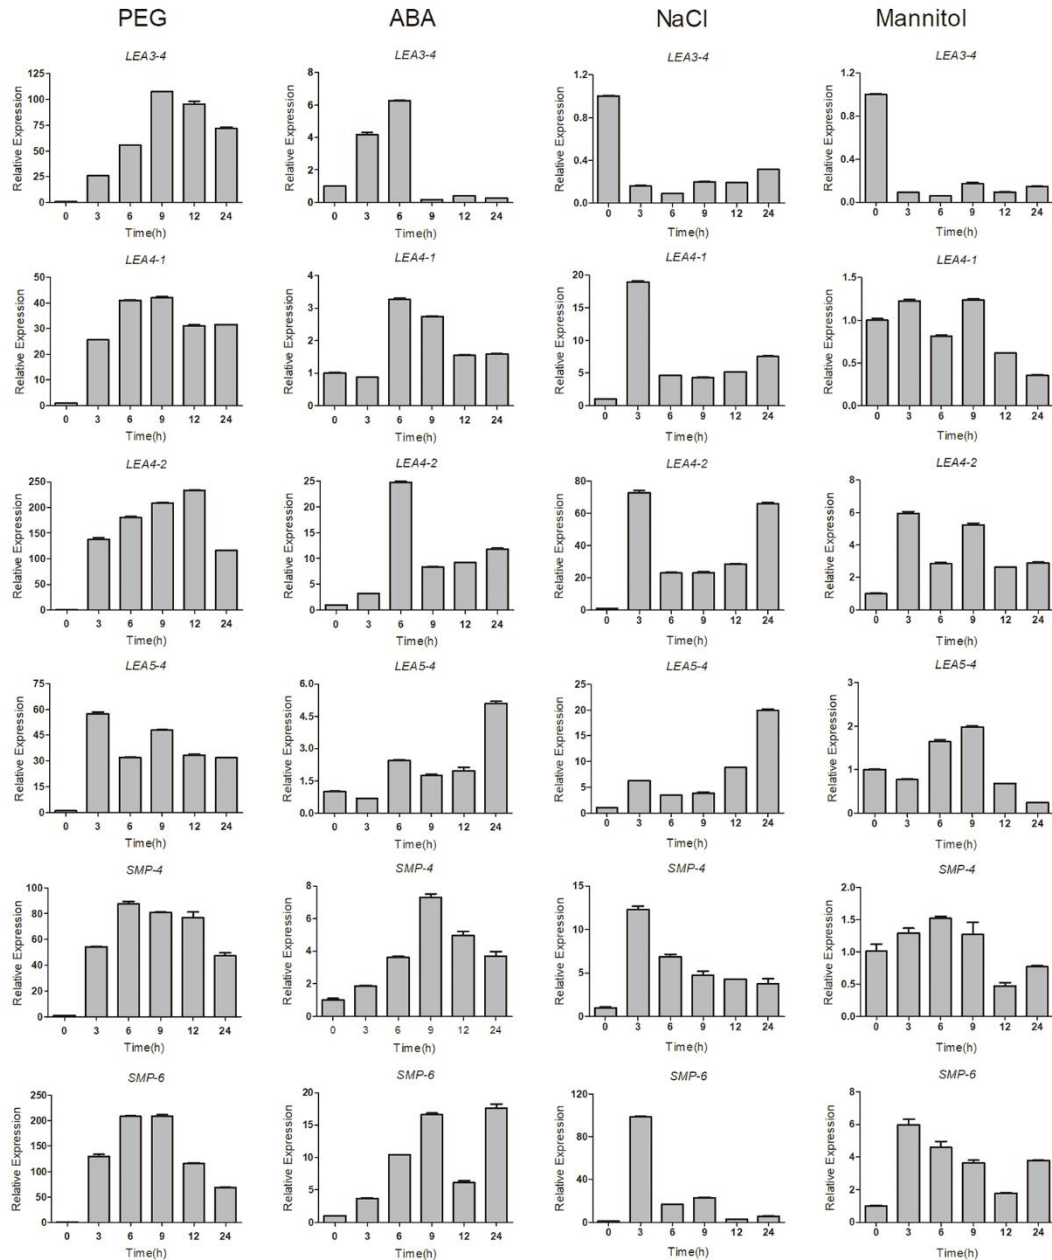 PEG ABA NaCl Mannitol
LEA3-4 LEA3-4 LEA3-4 LEA3-4
Relative Expression
125
100
75
50
25
0
0 3 6 9 12 24
Time(h)
Relative Expression
8
6
4
2
0
0 3 6 9 12 24
Time(h)
Relative Expression
1.2
0.8
0.4
0.0
0 3 6 9 12 24
Time(h)
Relative Expression
1.2
0.8
0.4
0.0
0 3 6 9 12 24
Time(h)
LEA4-1 LEA4-1 LEA4-1 LEA4-1
Relative Expression
50
40
30
20
10
0
0 3 6 9 12 24
Time(h)
Relative Expression
4
3
2
1
0
0 3 6 9 12 24
Time(h)
Relative Expression
20
15
10
5
0
0 3 6 9 12 24
Time(h)
Relative Expression
1.5
1.0
0.5
0.0
0 3 6 9 12 24
Time(h)
LEA4-2 LEA4-2 LEA4-2 LEA4-2
Relative Expression
250
200
150
100
50
0
0 3 6 9 12 24
Time(h)
Relative Expression
25
20
15
10
5
0
0 3 6 9 12 24
Time(h)
Relative Expression
80
60
40
20
0
0 3 6 9 12 24
Time(h)
Relative Expression
8
6
4
2
0
0 3 6 9 12 24
Time(h)
LEA5-4 LEA5-4 LEA5-4 LEA5-4
Relative Expression
75
60
45
30
15
0
0 3 6 9 12 24
Time(h)
Relative Expression
6.0
4.5
3.0
1.5
0.0
0 3 6 9 12 24
Time(h)
Relative Expression
25
20
15
10
5
0
0 3 6 9 12 24
Time(h)
Relative Expression
3
2
1
0
0 3 6 9 12 24
Time(h)
SMP-4 SMP-4 SMP-4 SMP-4
Relative Expression
100
80
60
40
20
0
0 3 6 9 12 24
Time(h)
Relative Expression
8
6
4
2
0
0 3 6 9 12 24
Time(h)
Relative Expression
15
10
5
0
0 3 6 9 12 24
Time(h)
Relative Expression
2.0
1.5
1.0
0.5
0.0
0 3 6 9 12 24
Time(h)
SMP-6 SMP-6 SMP-6 SMP-6
Relative Expression
250
200
150
100
50
0
0 3 6 9 12 24
Time(h)
Relative Expression
20
15
10
5
0
0 3 6 9 12 24
Time(h)
Relative Expression
120
80
40
0
0 3 6 9 12 24
Time(h)
Relative Expression
8
6
4
2
0
0 3 6 9 12 24
Time(h)